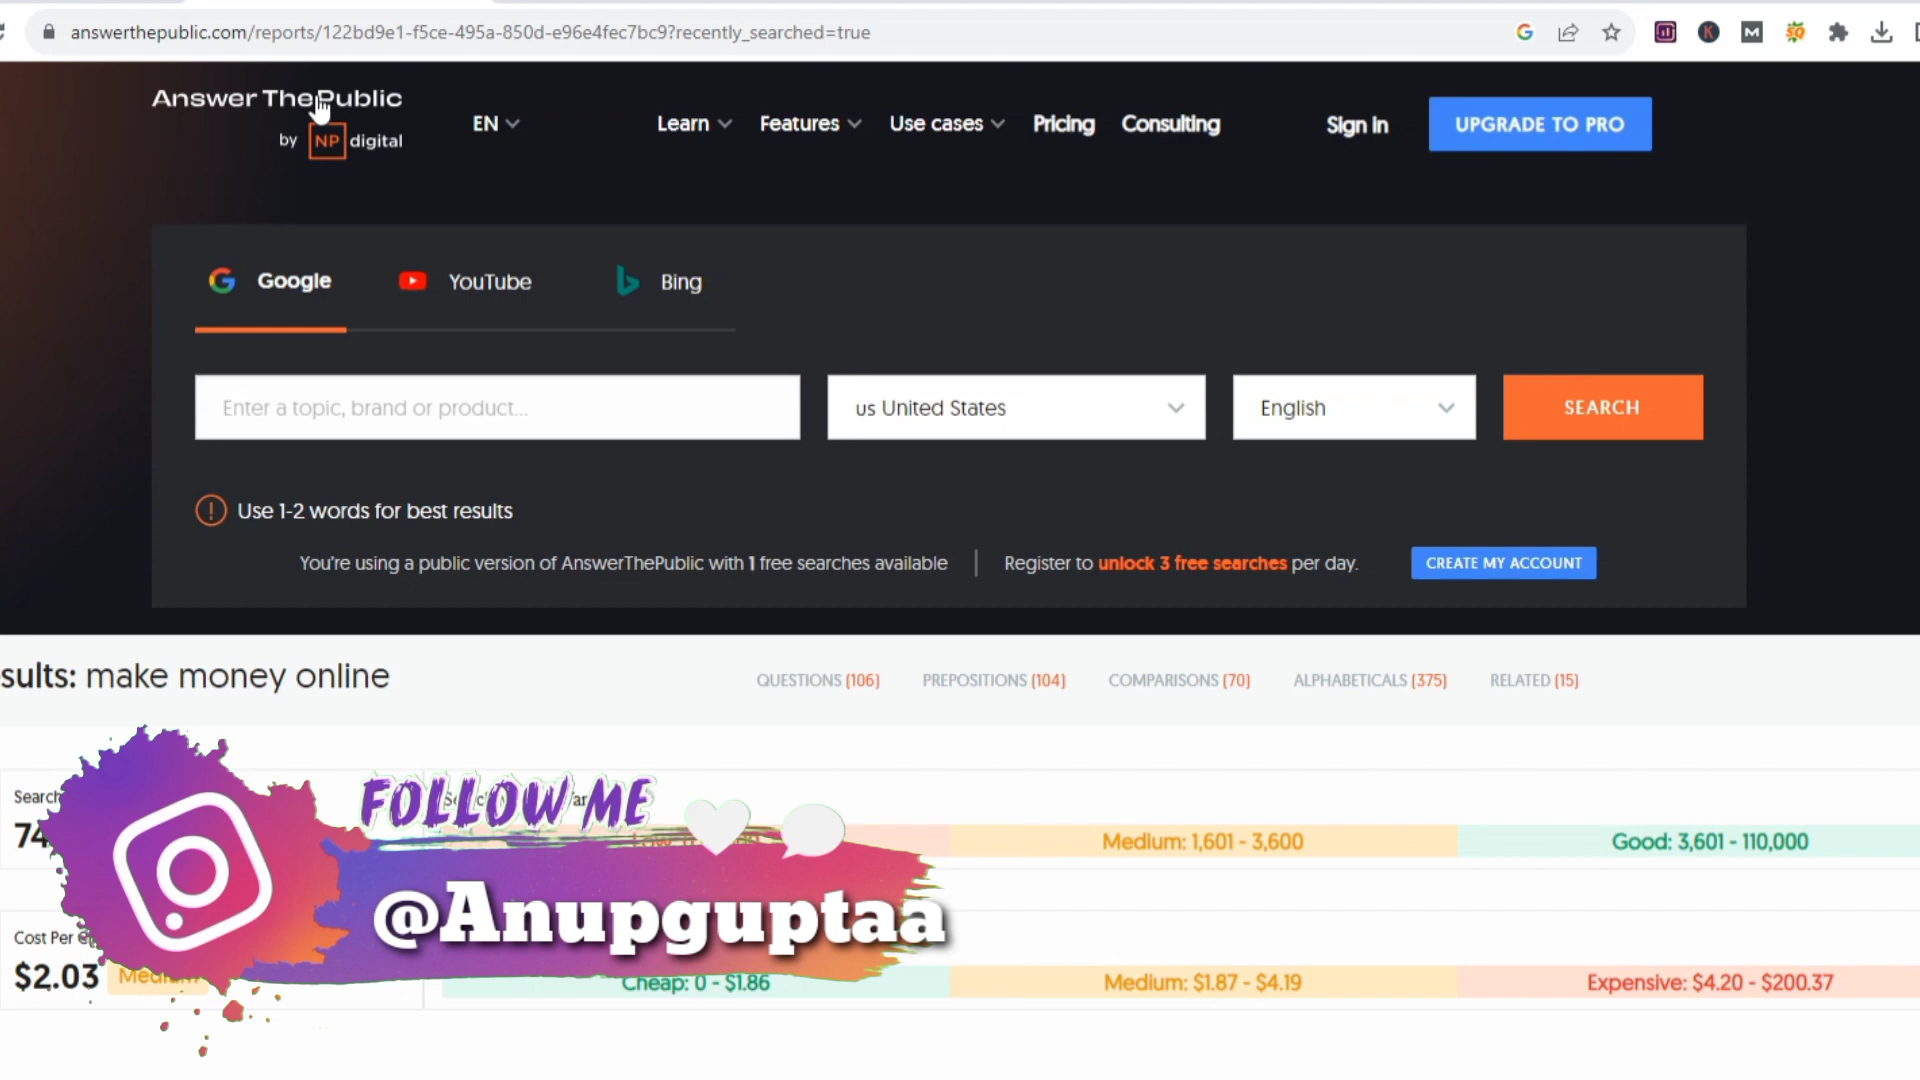 answerthepublic.com/reports/122bd9e1-f5ce-495a-850d-e96e4fec7bc9?recently_searched=true
Answer ThePublic
by NP digital
EN
Learn
Features
Use cases
Pricing
Consulting
Sign in
UPGRADE TO PRO
Google
YouTube
Bing
Enter a topic, brand or product...
us United States
English
SEARCH
Use 1-2 words for best results
You're using a public version of AnswerThePublic with 1 free searches available
Register to unlock 3 free searches per day.
CREATE MY ACCOUNT
sults: make money online
QUESTIONS (106)
PREPOSITIONS (104)
COMPARISONS (70)
ALPHABETICALS (375)
RELATED (15)
Search
FOLLOW ME
74
Medium: 1,601 - 3,600
Good: 3,601 - 110,000
@Anupguptaa
Cost Per
$2.03
Medium
Cheap: 0 - $1.86
Medium: $1.87 - $4.19
Expensive: $4.20 - $200.37